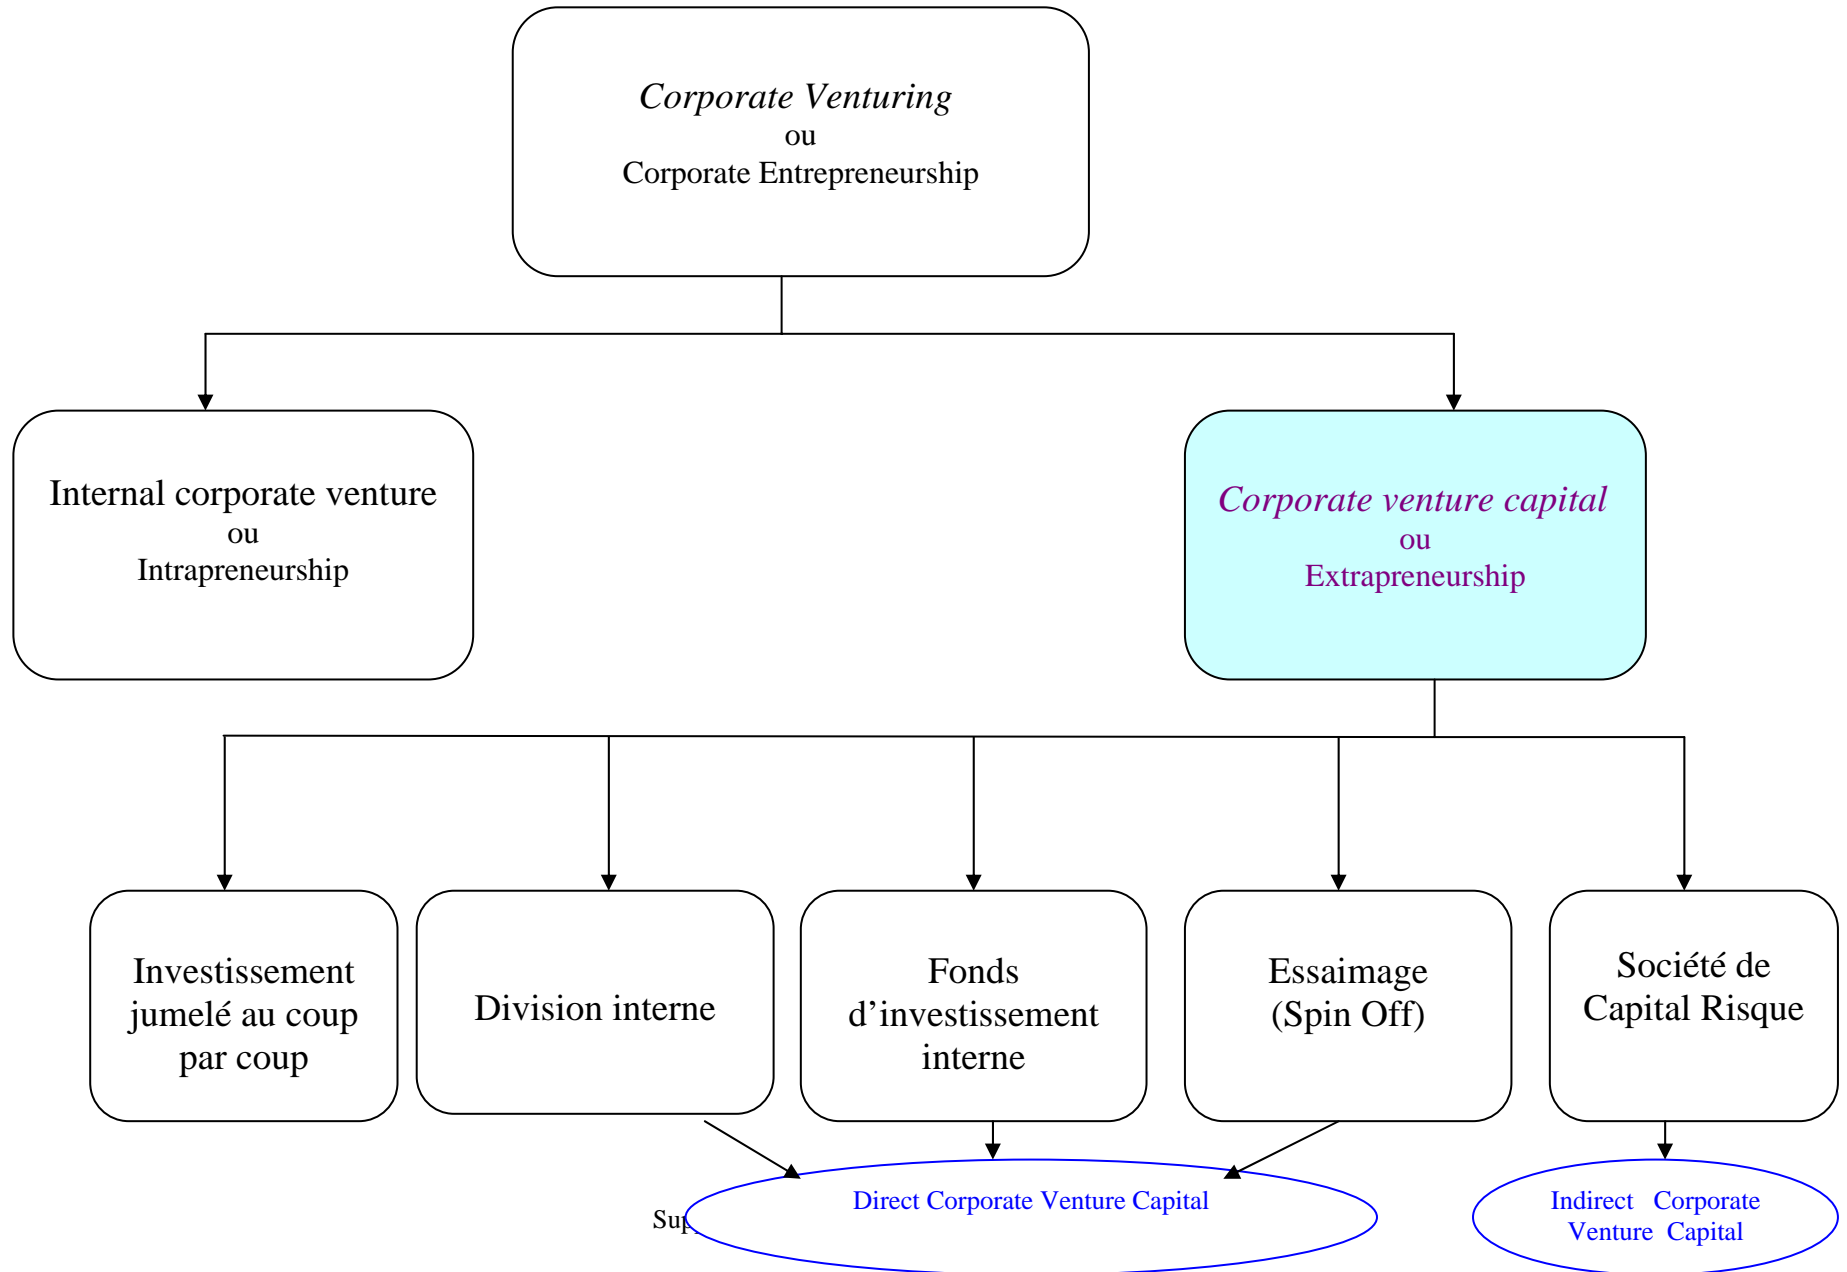 Corporate Venturing
ou
Corporate Entrepreneurship
Internal corporate venture
ou
Intrapreneurship
Corporate venture capital
ou
Extrapreneurship
Investissement
jumelé au coup
par coup
Division interne
Fonds
d’investissement
interne
Essaimage
(Spin Off)
Société de
Capital Risque
Direct Corporate Venture Capital
Indirect Corporate
Venture Capital